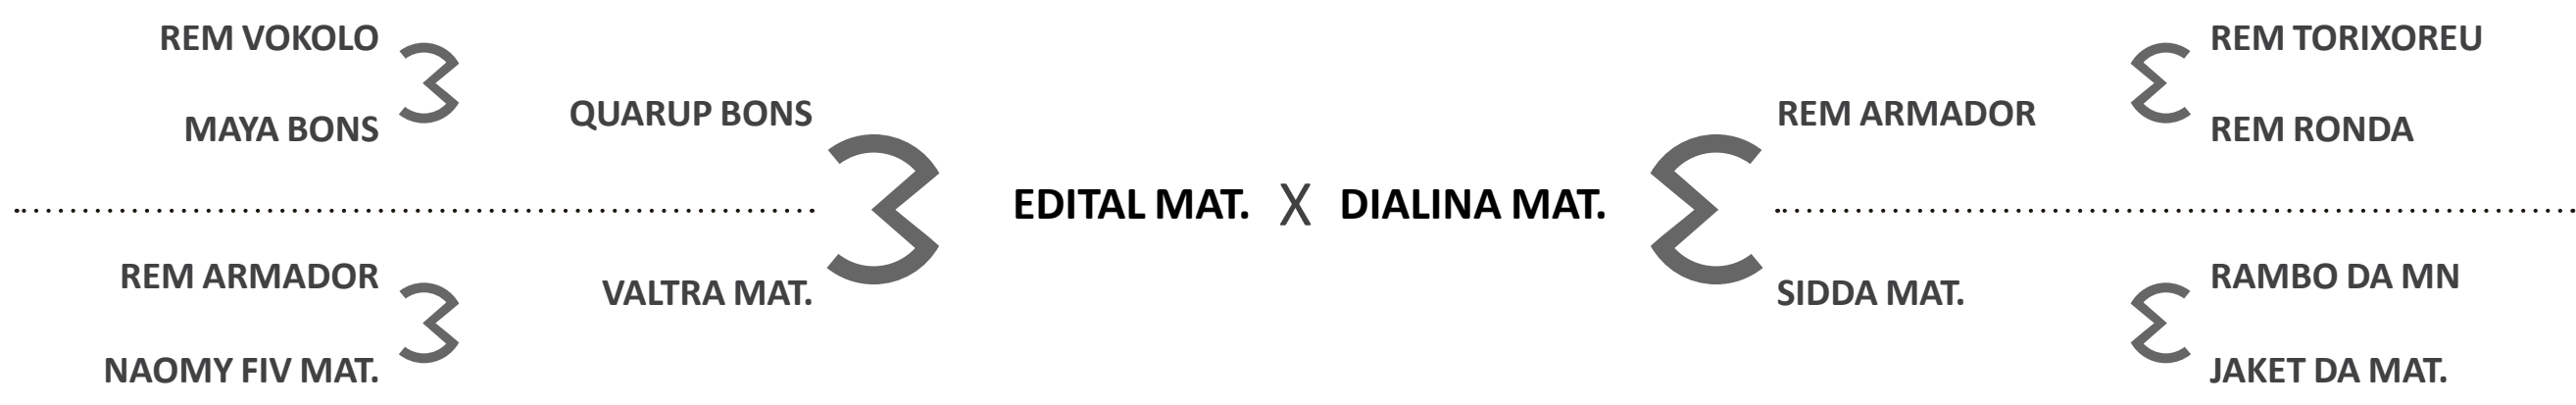 REM VOKOLO
MAYA BONS
QUARUP BONS
REM ARMADOR
NAOMY FIV MAT.
VALTRA MAT.
EDITAL MAT. X DIALINA MAT.
REM ARMADOR
SIDDA MAT.
REM TORIXOREU
REM RONDA
RAMBO DA MN
JAKET DA MAT.